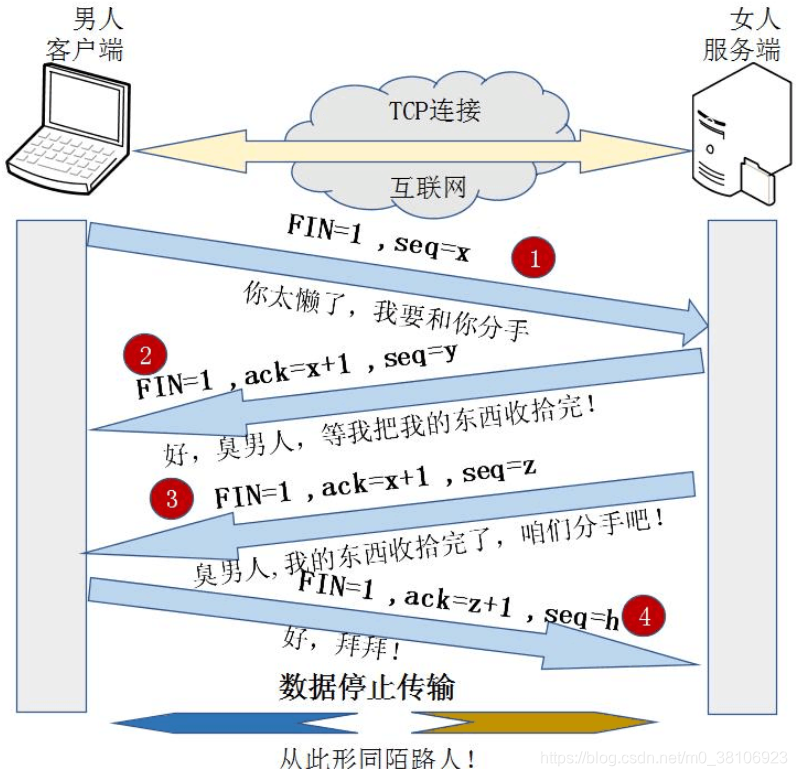 男人
客户端
女人
服务端
TCP连接
互联网
FIN=1 ,seq=x
1
你太懒了，我要和你分手
2
FIN=1 ,ack=x+1 ,seq=y
好，臭男人，等我把我的东西收拾完！
3
FIN=1 ,ack=x+1 ,seq=z
臭男人,我的东西收拾完了，咱们分手吧！
FIN=1 ,ack=z+1 ,seq=h
4
好，拜拜！
数据停止传输
从此形同陌路人！
https://blog.csdn.net/m0_38106923